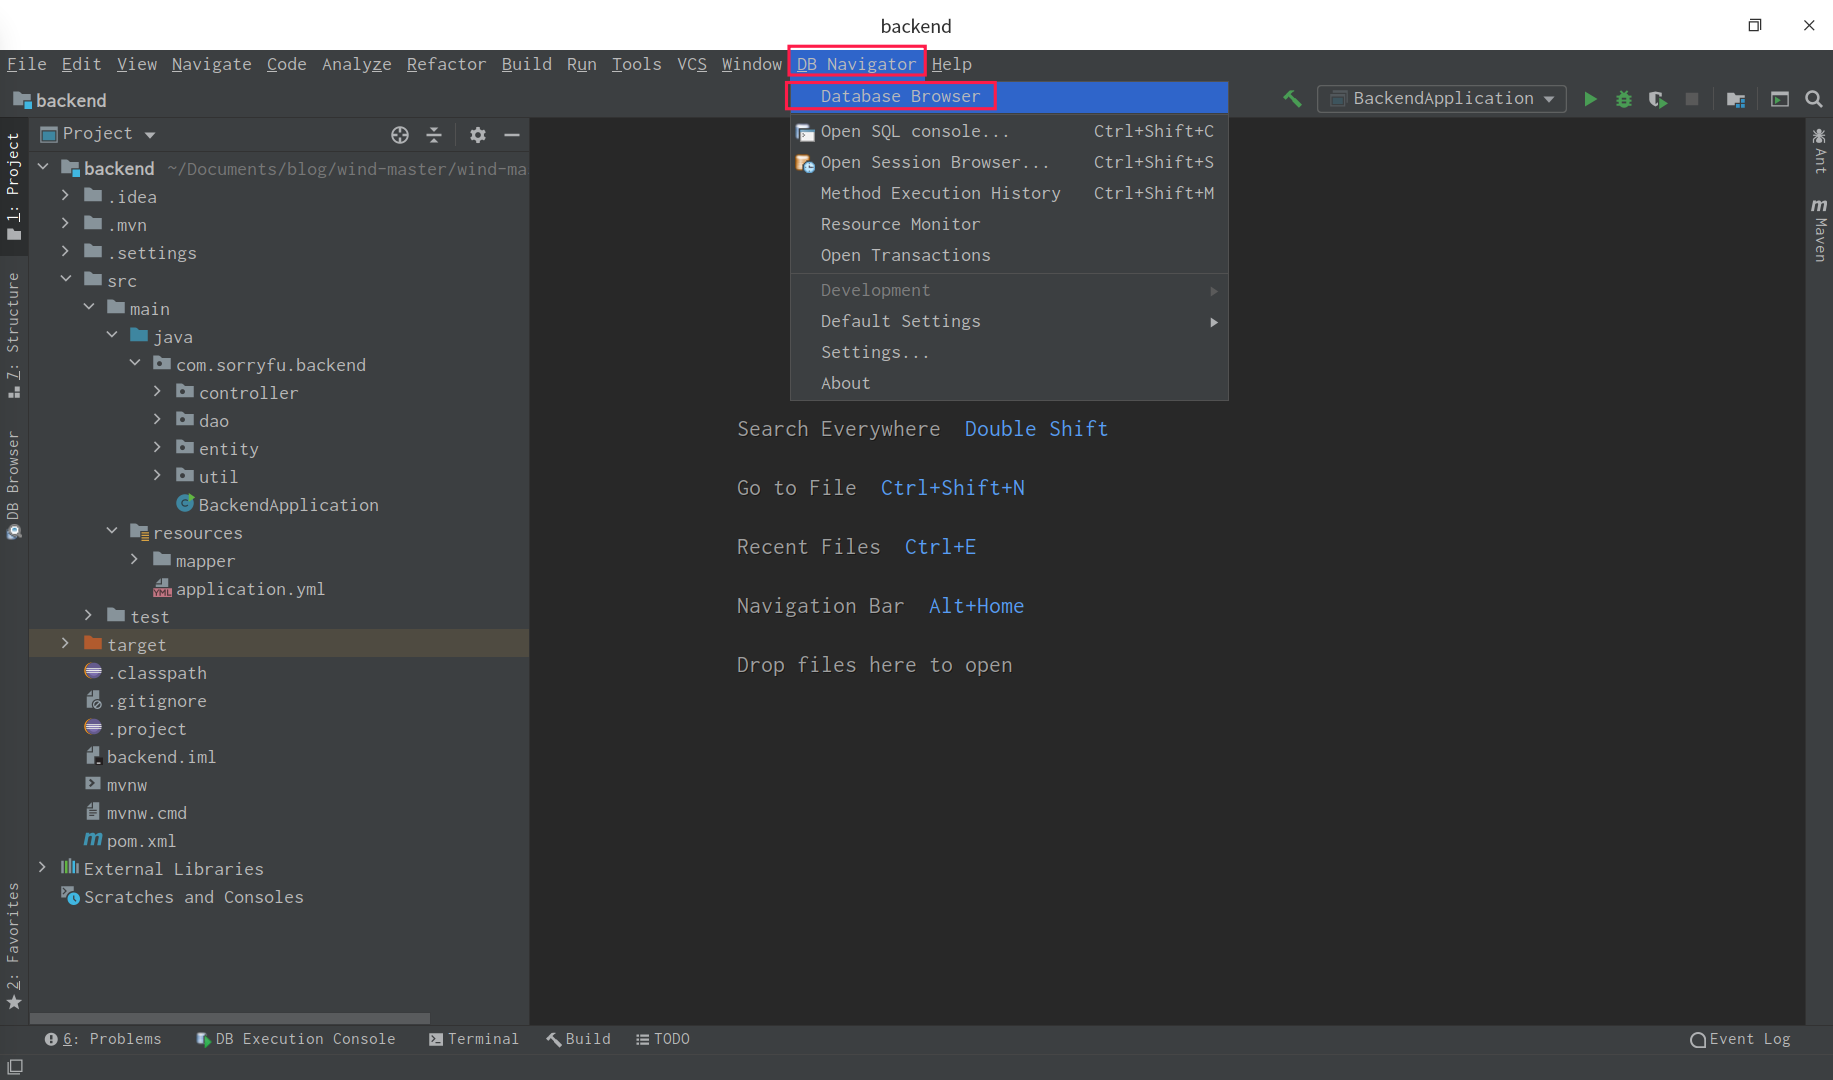 backend
File Edit View Navigate Code Analyze Refactor Build Run Tools VCS Window DB Navigator Help
backend
Database Browser
BackendApplication
Project
Open SQL console... Ctrl+Shift+C
Open Session Browser... Ctrl+Shift+S
Method Execution History Ctrl+Shift+M
Resource Monitor
Open Transactions
Development
Default Settings
Settings...
About
1: Project
Z: Structure
DB Browser
2: Favorites
backend ~/Documents/blog/wind-master/wind-ma
.idea
.mvn
.settings
src
main
java
com.sorryfu.backend
controller
dao
entity
util
BackendApplication
resources
mapper
application.yml
test
target
.classpath
.gitignore
.project
backend.iml
mvnw
mvnw.cmd
pom.xml
External Libraries
Scratches and Consoles
Search Everywhere Double Shift
Go to File Ctrl+Shift+N
Recent Files Ctrl+E
Navigation Bar Alt+Home
Drop files here to open
Ant
Maven
6: Problems DB Execution Console Terminal Build TODO Event Log